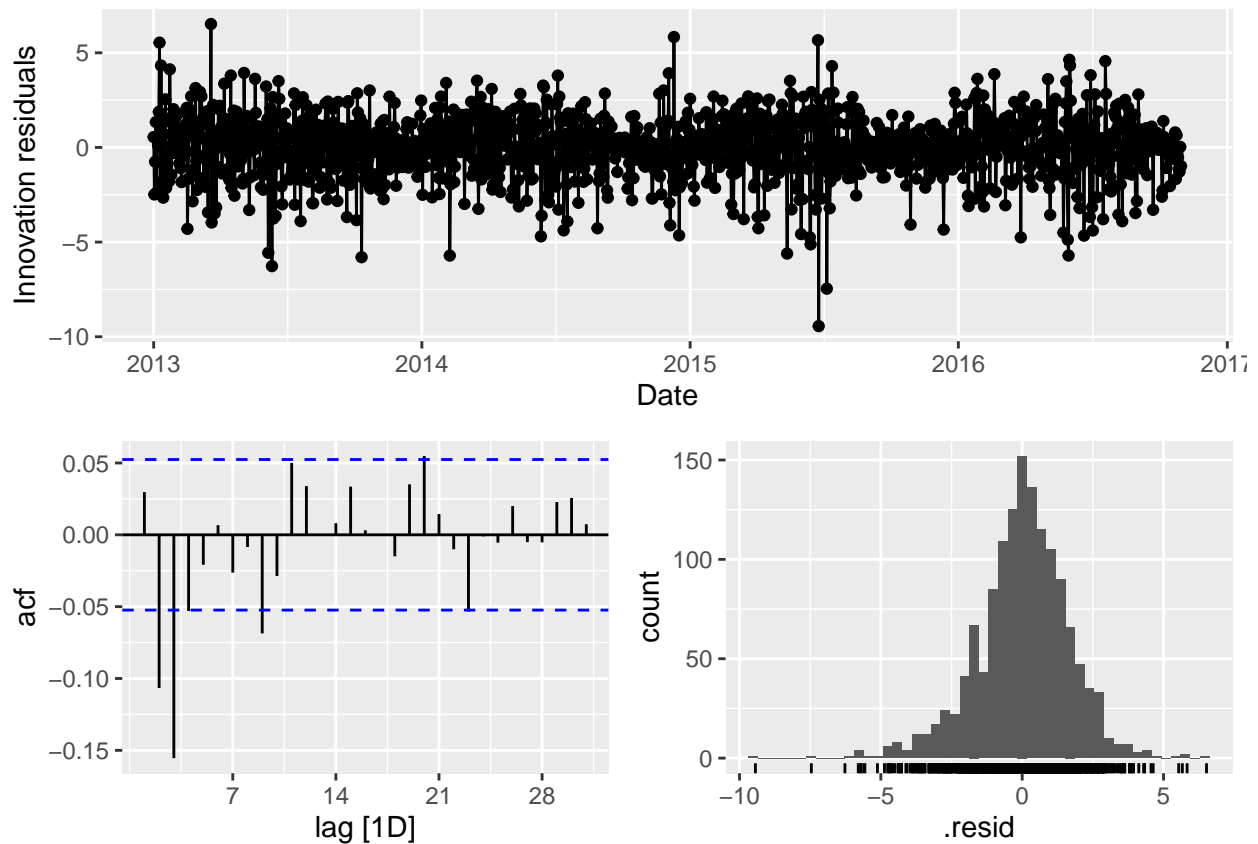 Innovation residuals
5
0
−5
−10
2013 2014 2015 2016 2017
Date
acf
0.05
0.00
−0.05
−0.10
−0.15
7 14 21 28
lag [1D]
count
150
100
50
0
−10 −5 0 5
.resid